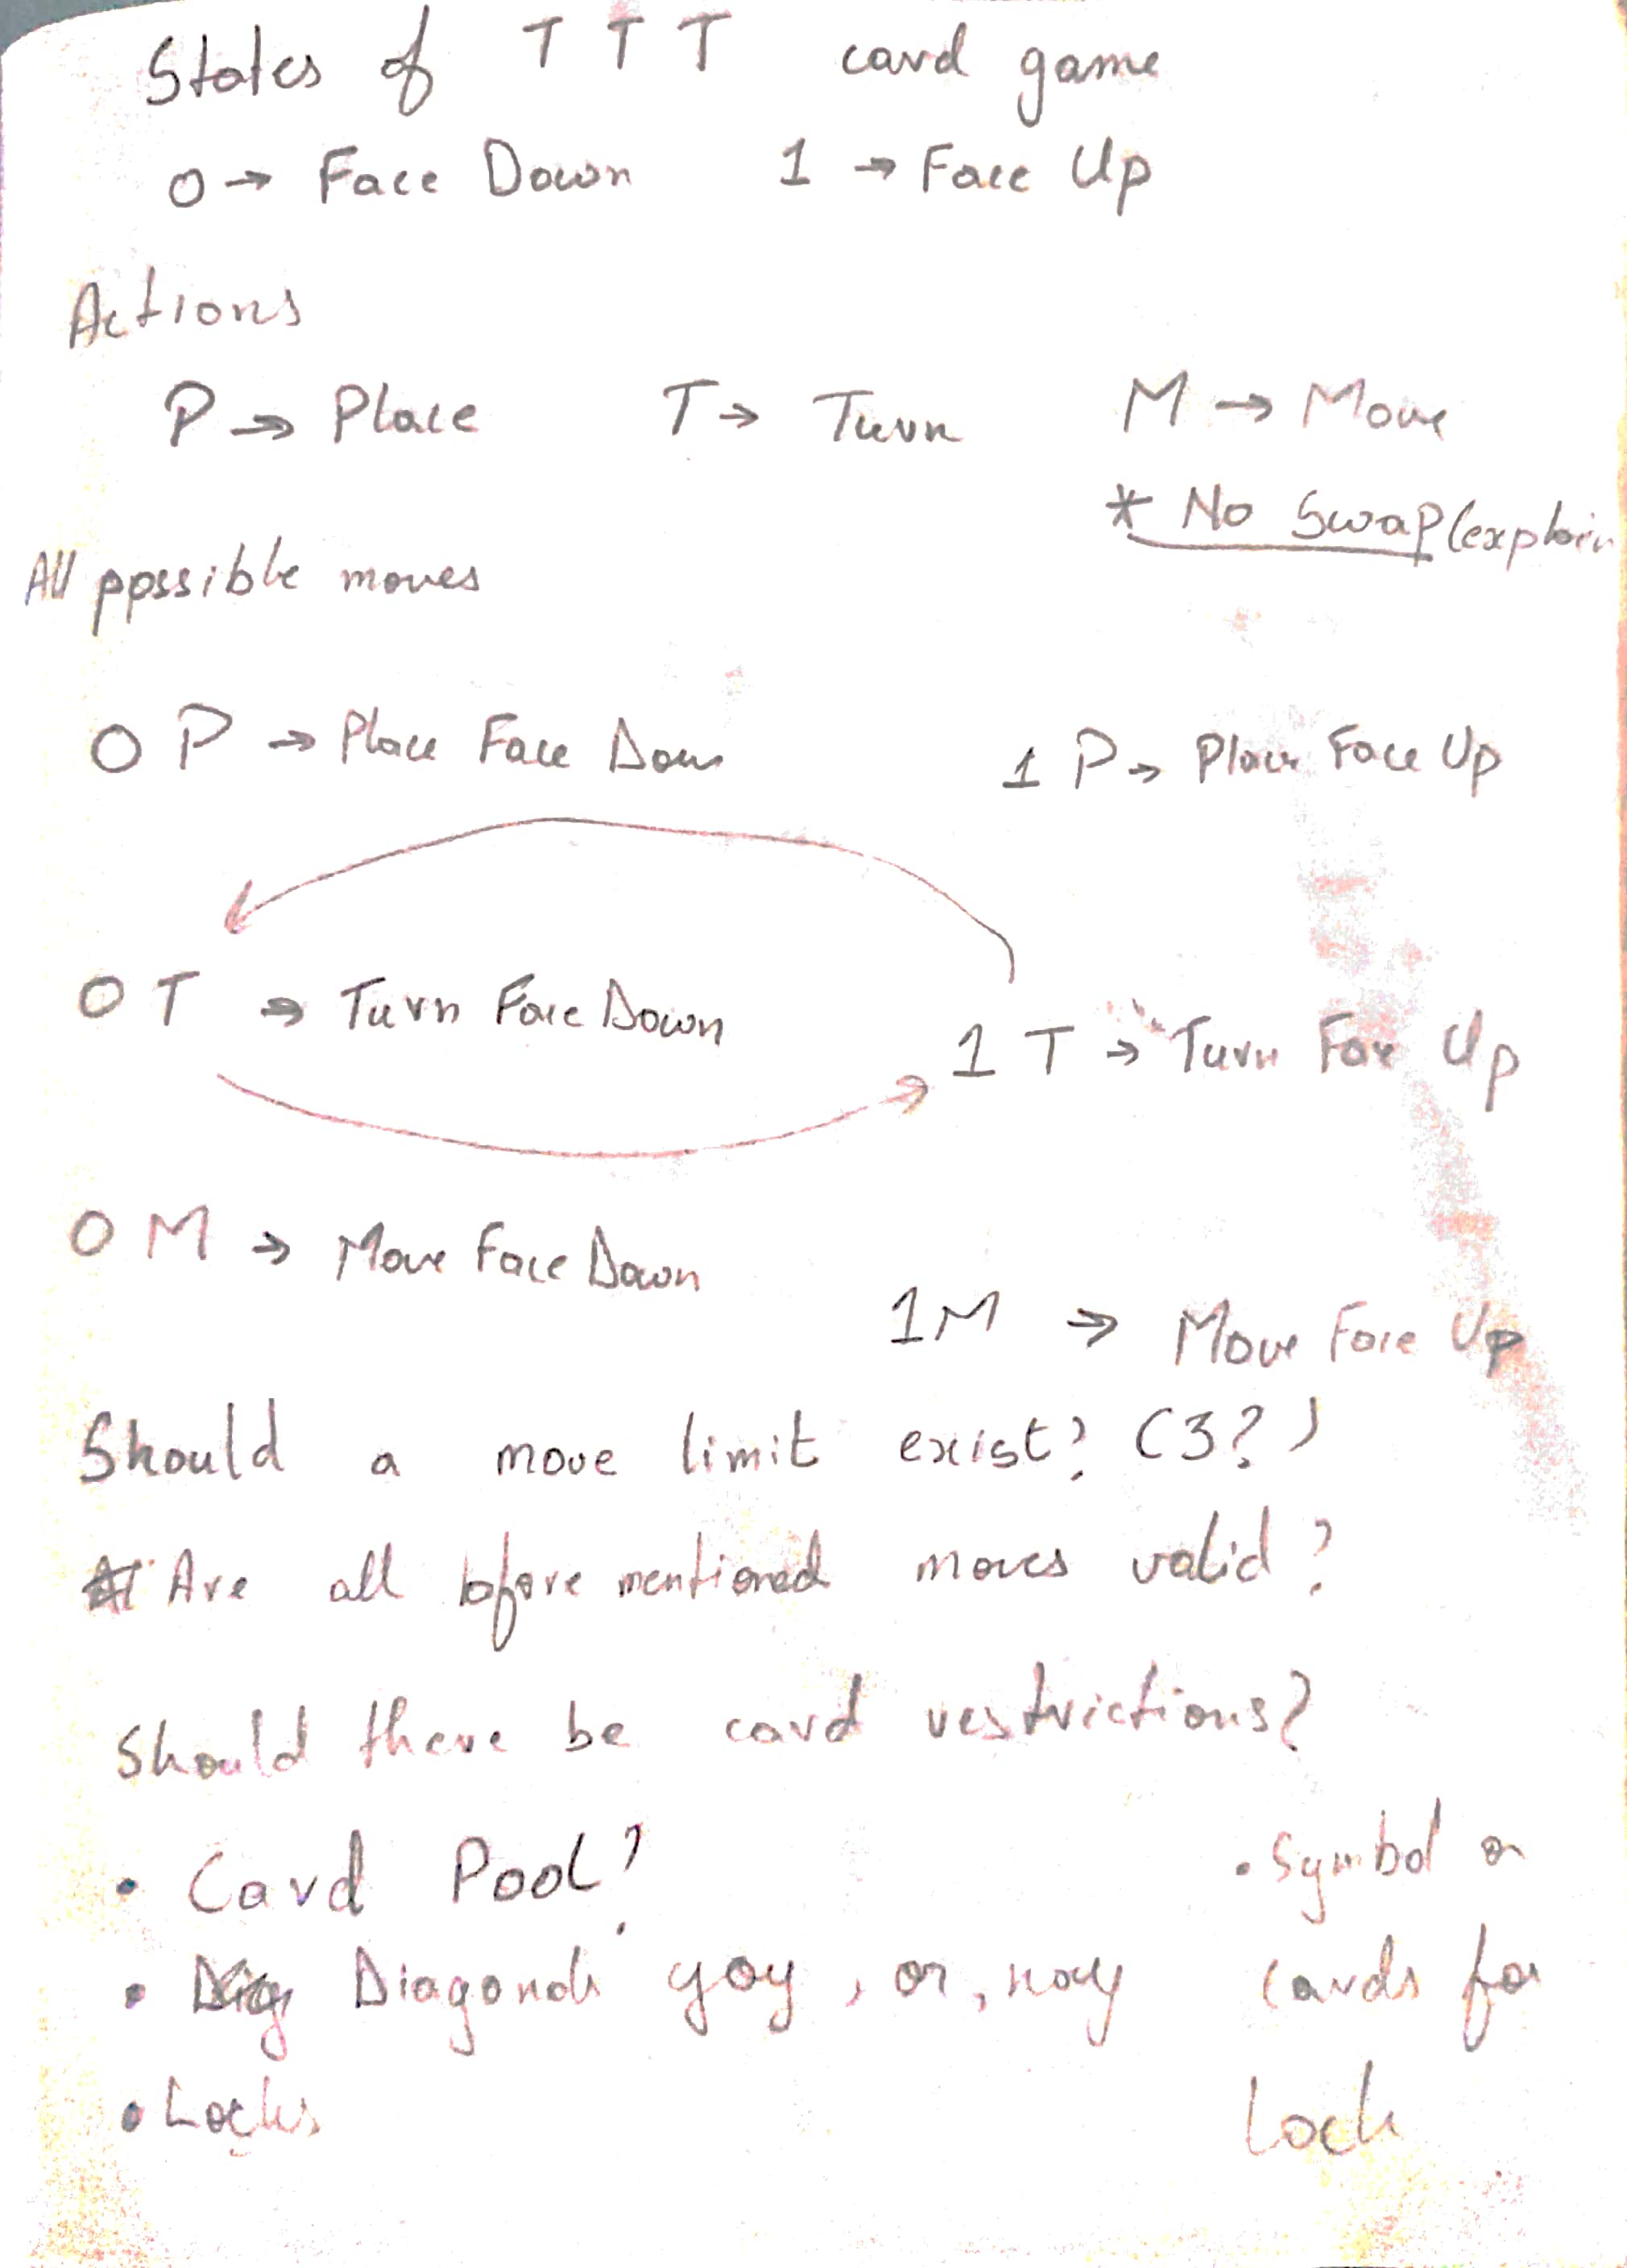 States of T T T card game
0 → Face Down 1 → Face Up
Actions
P → Place T → Turn M → Move
* No Swap (explain
All possible moves
0 P → Place Face Down 1 P → Place Face Up
0 T → Turn Face Down 1 T → Turn Face Up
0 M → Move Face Down
1 M → Move Face Up
Should a move limit exist? (3?)
Are all before mentioned moves valid?
Should there be card restrictions?
• Card Pool?
• Diagonals yay, or, nay
• Locks
• Symbol on
cards for
Lock